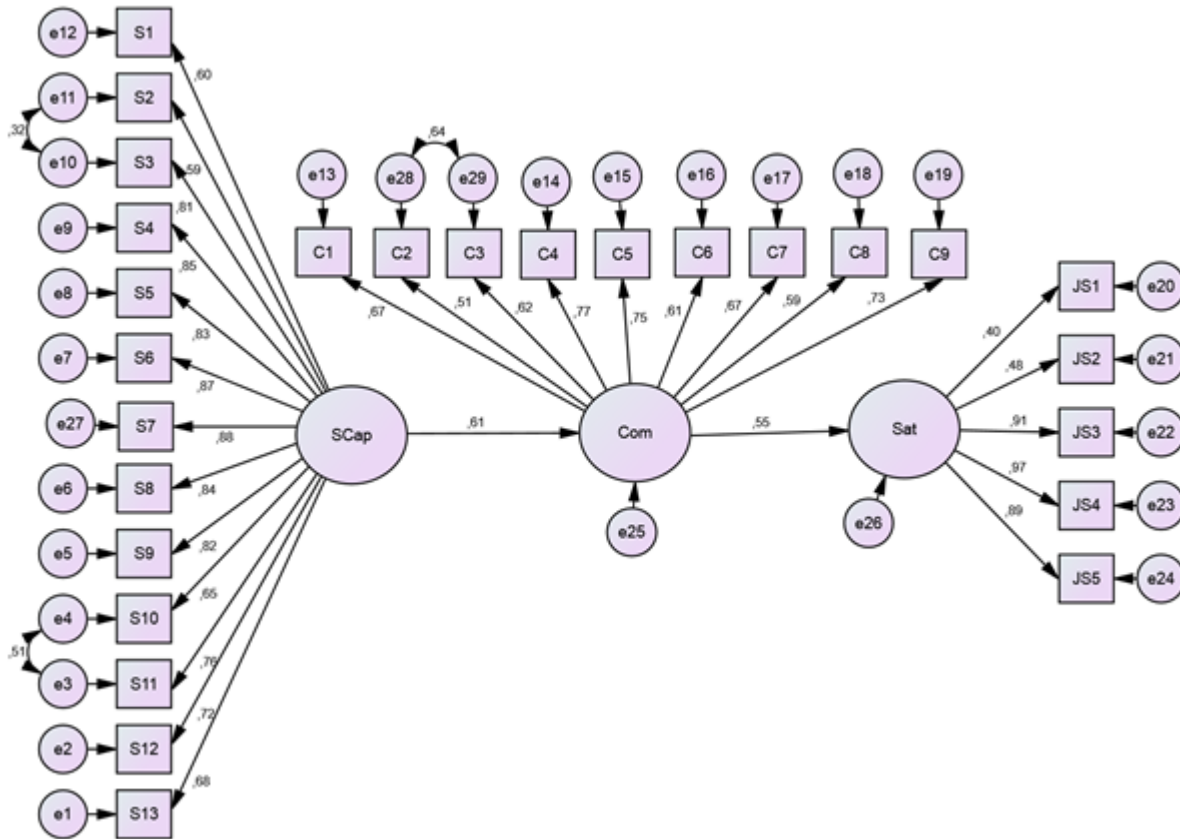 e12
S1
,60
e11
S2
,32
e10
S3
,59
e9
S4
,81
e8
S5
,85
e7
S6
,83
e27
S7
,87
,88
e6
S8
,84
e5
S9
,82
e4
S10
,65
,51
e3
S11
,76
e2
S12
,72
e1
S13
,68
SCap
,61
,64
e13
e28
e29
e14
e15
e16
e17
e18
e19
C1
C2
C3
C4
C5
C6
C7
C8
C9
,67
,51
,62
,77
,75
,61
,67
,59
,73
Com
e25
,55
Sat
e26
JS1
e20
,40
JS2
e21
,48
JS3
e22
,91
JS4
e23
,97
JS5
e24
,89